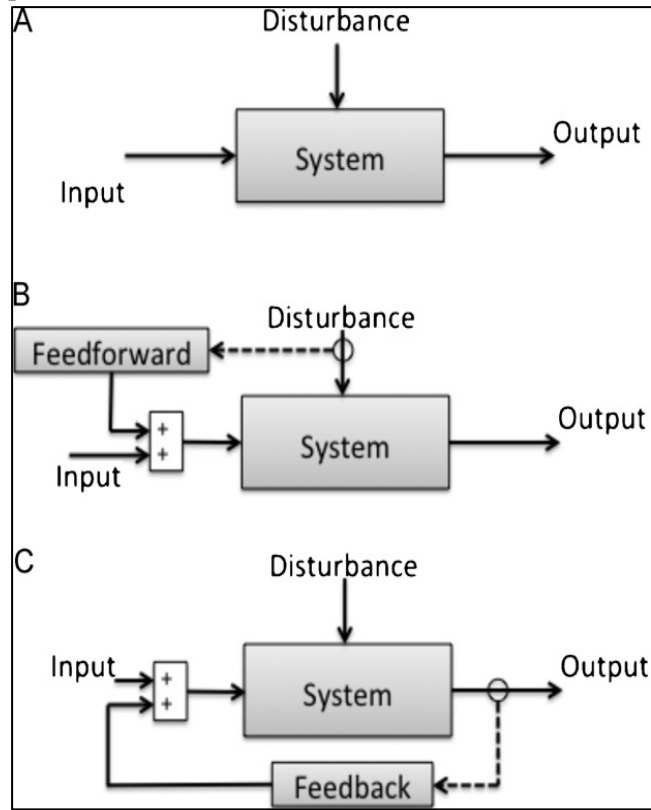 A
Disturbance
System
Output
Input
B
Disturbance
Feedforward
+
+
Input
System
Output
C
Disturbance
Input
+
+
System
Output
Feedback